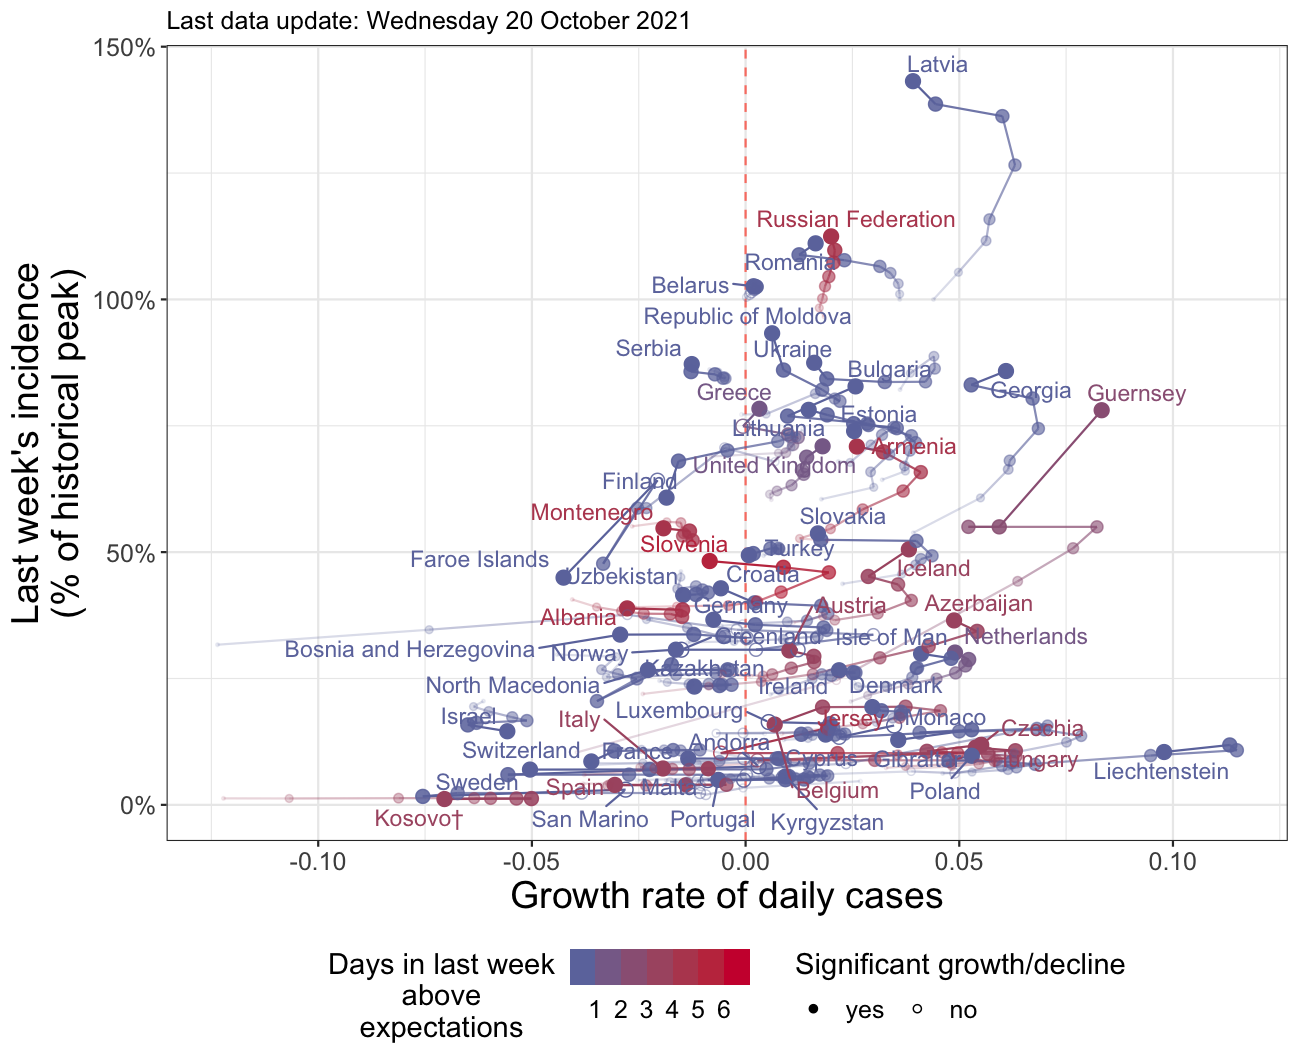 Last data update: Wednesday 20 October 2021
150%
100%
50%
0%
Last week's incidence
(% of historical peak)
Latvia
Russian Federation
Romania
Belarus
Republic of Moldova
Serbia
Ukraine
Bulgaria
Georgia
Greece
Guernsey
Estonia
Lithuania
Armenia
United Kingdom
Finland
Montenegro
Slovakia
Slovenia
Turkey
Faroe Islands
Uzbekistan
Croatia
Iceland
Germany
Austria
Azerbaijan
Albania
Greenland
Isle of Man
Netherlands
Bosnia and Herzegovina
Norway
Kazakhstan
North Macedonia
Ireland
Denmark
Israel
Italy
Luxembourg
Jersey
Monaco
Switzerland
France
Andorra
Cyprus
Gibraltar
Czechia
Hungary
Liechtenstein
Sweden
Spain
Malta
Belgium
Poland
Kosovo†
San Marino
Portugal
Kyrgyzstan
-0.10
-0.05
0.00
0.05
0.10
Growth rate of daily cases
Days in last week
above
expectations
1 2 3 4 5 6
Significant growth/decline
yes
no